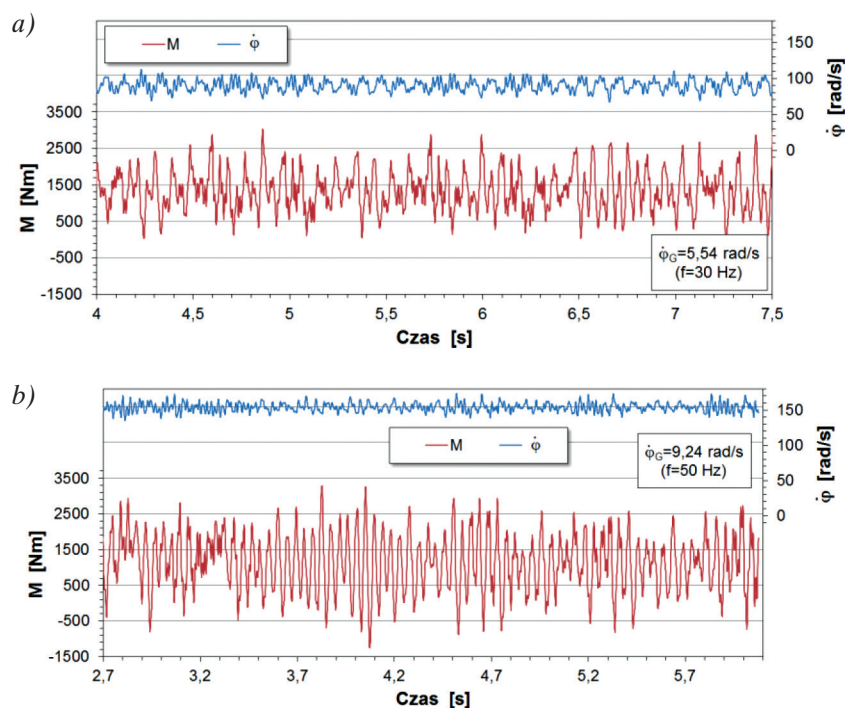 a)
M
φ̇
3500
2500
1500
500
-500
-1500
M [Nm]
150
100
50
0
φ̇ [rad/s]
φ̇G=5,54 rad/s
(f=30 Hz)
4
4,5
5
5,5
6
6,5
7
7,5
Czas [s]
b)
M
φ̇
3500
2500
1500
500
-500
-1500
M [Nm]
150
150
50
0
φ̇ [rad/s]
φ̇G=9,24 rad/s
(f=50 Hz)
2,7
3,2
3,7
4,2
4,7
5,2
5,7
Czas [s]